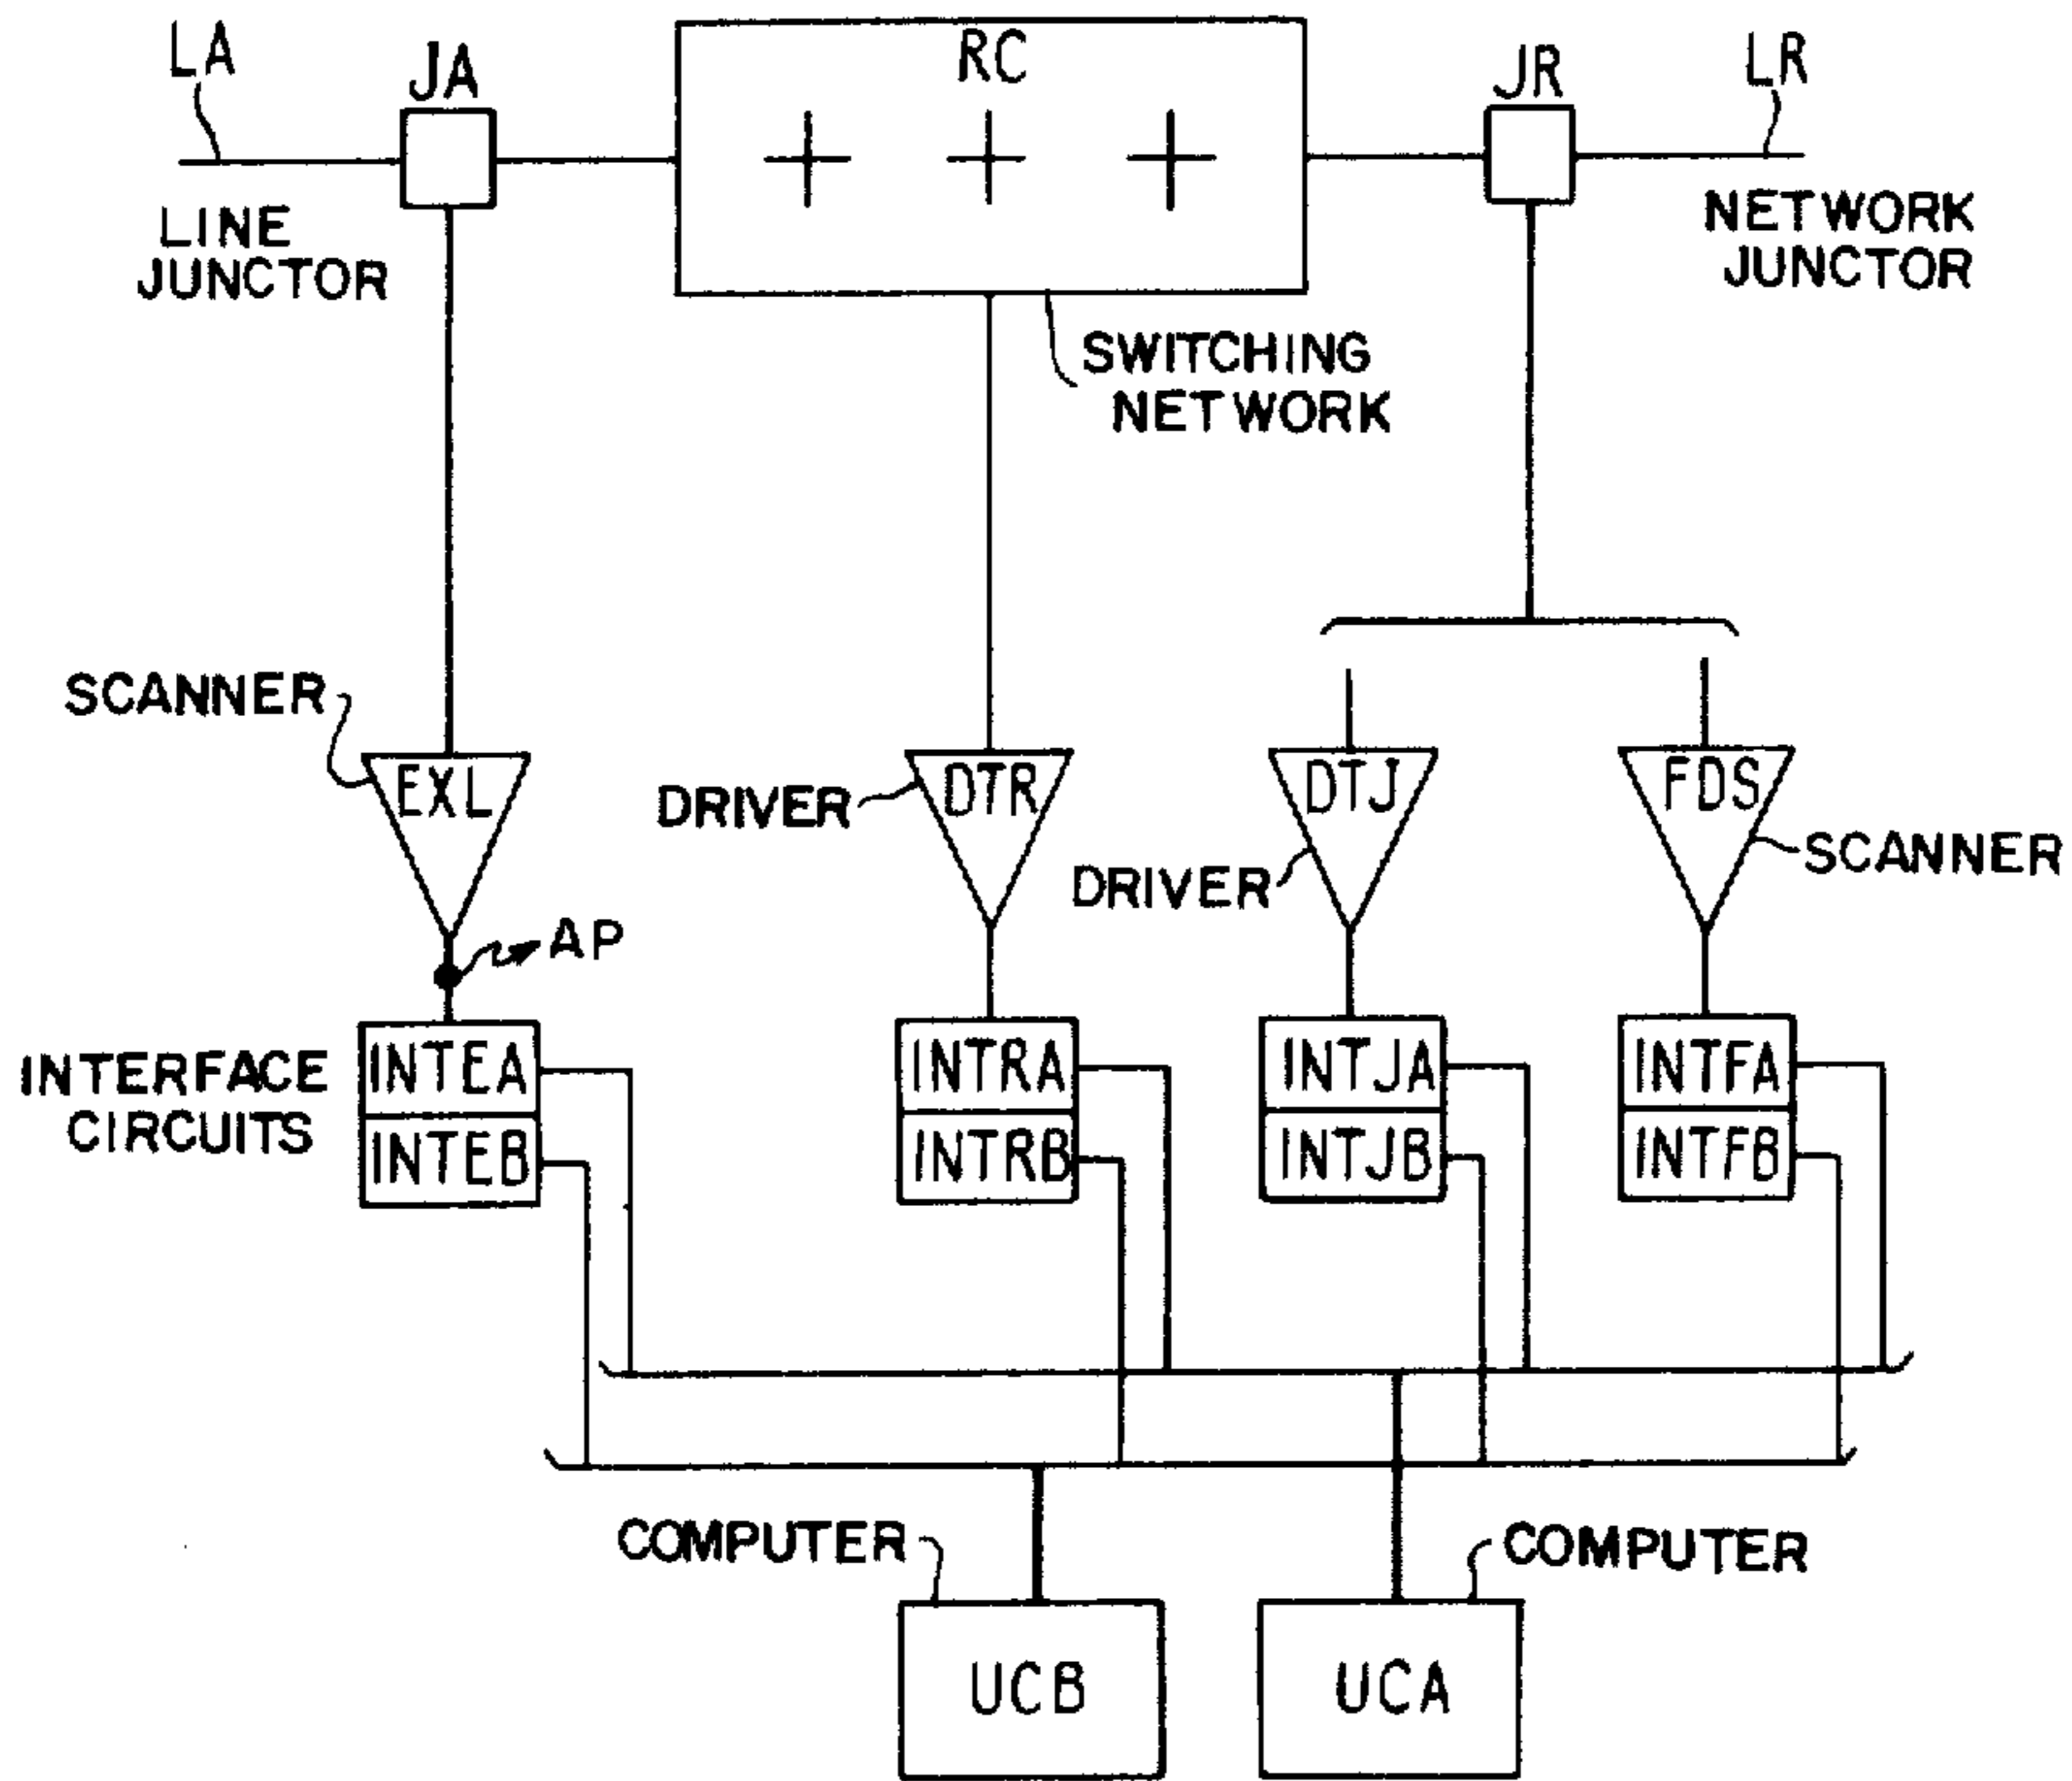 LA
JA
RC
JR
LR
LINE
JUNCTOR
NETWORK
JUNCTOR
SWITCHING
NETWORK
SCANNER
EXL
DRIVER
DTR
DRIVER
DTJ
FDS
SCANNER
AP
INTERFACE
CIRCUITS
INTEA
INTEB
INTRA
INTRB
INTJA
INTJB
INTFA
INTFB
COMPUTER
COMPUTER
UCB
UCA